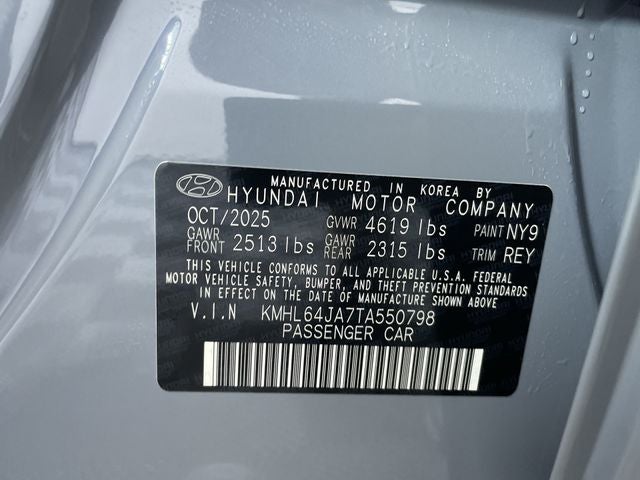 MANUFACTURED IN KOREA BY
HYUNDAI MOTOR COMPANY
OCT/2025 GVWR 4619 lbs PAINT NY9
GAWR FRONT 2513 lbs GAWR REAR 2315 lbs TRIM REY
THIS VEHICLE CONFORMS TO ALL APPLICABLE U.S.A. FEDERAL
MOTOR VEHICLE SAFETY, BUMPER, AND THEFT PREVENTION STANDARDS
IN EFFECT ON THE DATE OF MANUFACTURE SHOWN ABOVE.
V.I.N KMHL64JA7TA550798
PASSENGER CAR